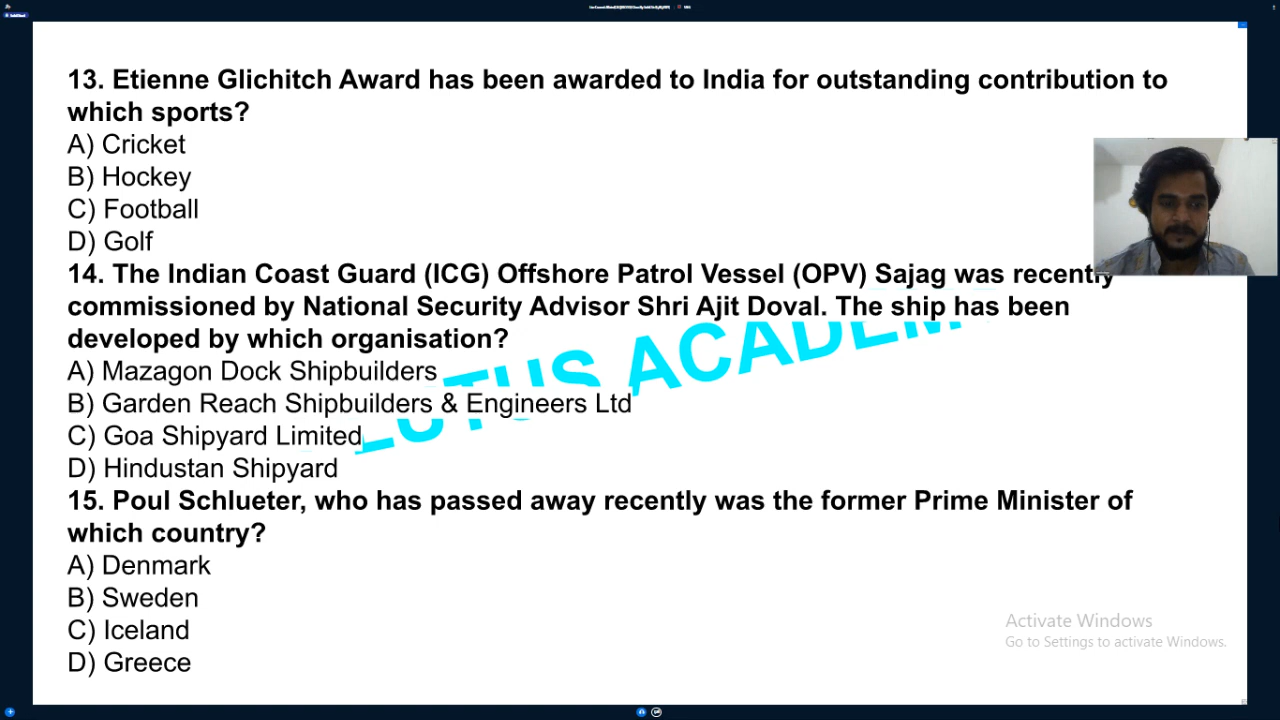 13. Etienne Glichitch Award has been awarded to India for outstanding contribution to
which sports?
A) Cricket
B) Hockey
C) Football
D) Golf
14. The Indian Coast Guard (ICG) Offshore Patrol Vessel (OPV) Sajag was recently
commissioned by National Security Advisor Shri Ajit Doval. The ship has been
developed by which organisation?
LOTUS ACADEM
A) Mazagon Dock Shipbuilders
B) Garden Reach Shipbuilders & Engineers Ltd
C) Goa Shipyard Limited
D) Hindustan Shipyard
15. Poul Schlueter, who has passed away recently was the former Prime Minister of
which country?
A) Denmark
B) Sweden
C) Iceland
D) Greece
Activate Windows
Go to Settings to activate Windows.